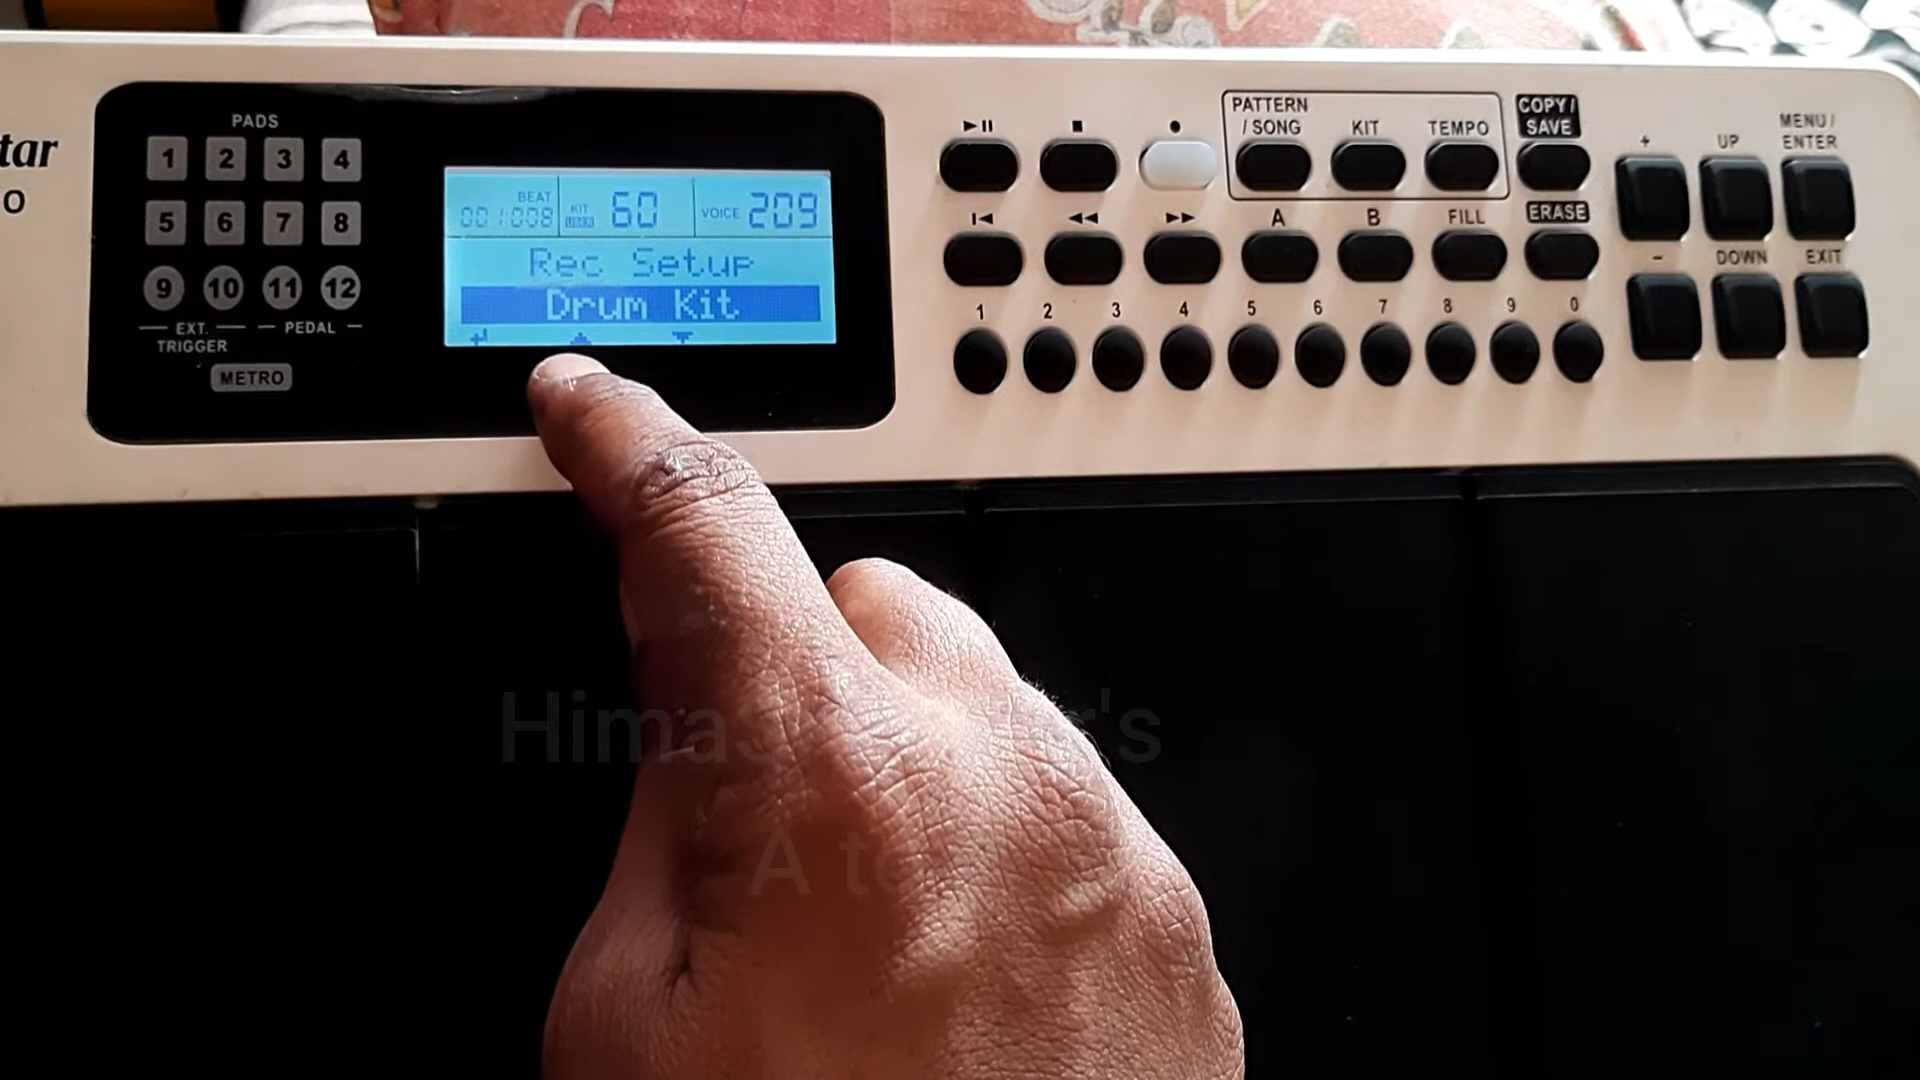 tar
0
PADS
1 2 3 4
5 6 7 8
9 10 11 12
EXT. PEDAL
TRIGGER
METRO
BEAT
001:008
KIT
USER
60
VOICE 209
Rec Setup
Drum Kit
PATTERN
/ SONG KIT TEMPO
COPY/
SAVE
A B FILL ERASE
1 2 3 4 5 6 7 8 9 0
+ UP MENU/
ENTER
- DOWN EXIT
A